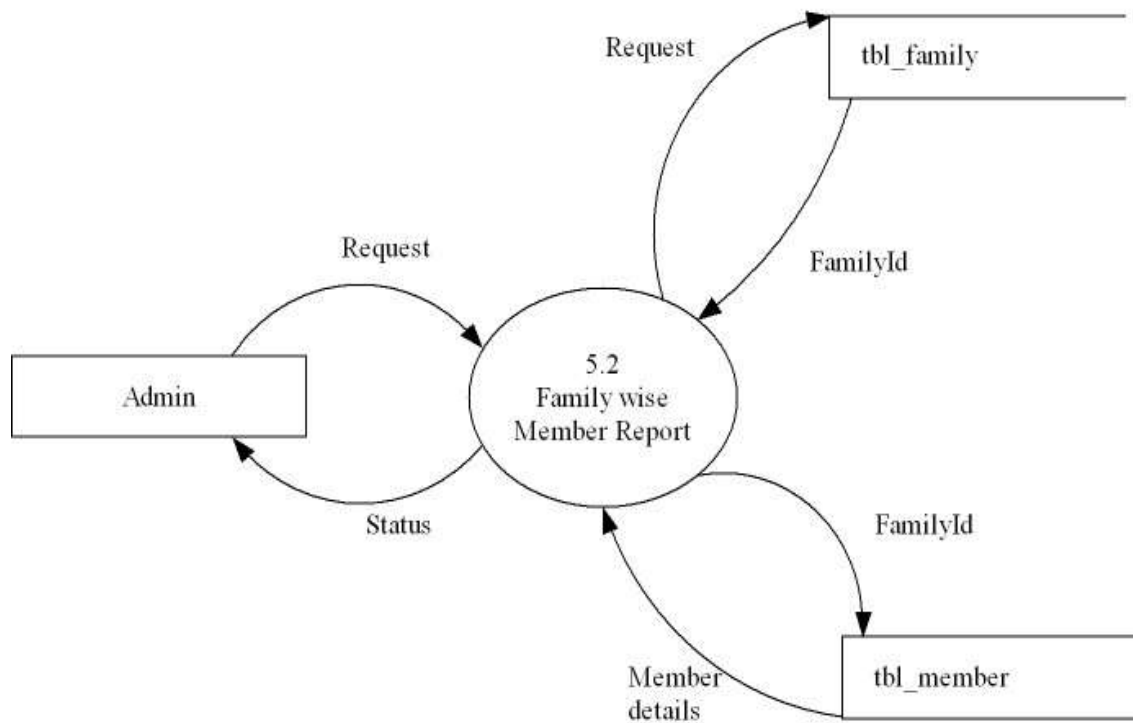 Request
tbl_family
Request
FamilyId
5.2
Family wise
Member Report
Admin
Status
FamilyId
Member
details
tbl_member